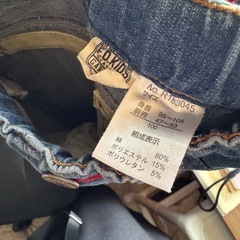 F.O.KIDS
No. R183045
サイズ
身長 95~105
胴囲 47~53
100
組成表示
綿 80%
ポリエステル 15%
ポリウレタン 5%